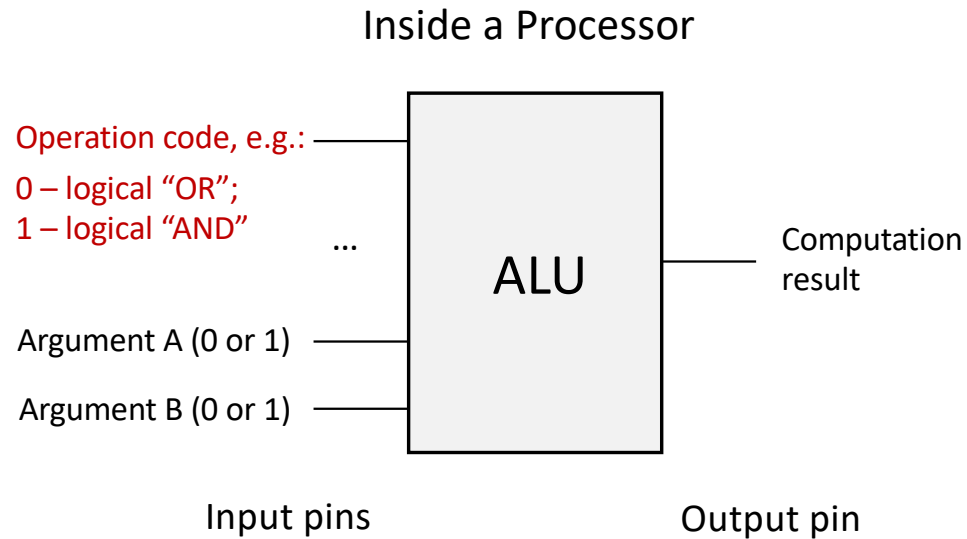 Inside a Processor
Operation code, e.g.:
0 – logical “OR”;
1 – logical “AND”
...
ALU
Computation
result
Argument A (0 or 1)
Argument B (0 or 1)
Input pins
Output pin